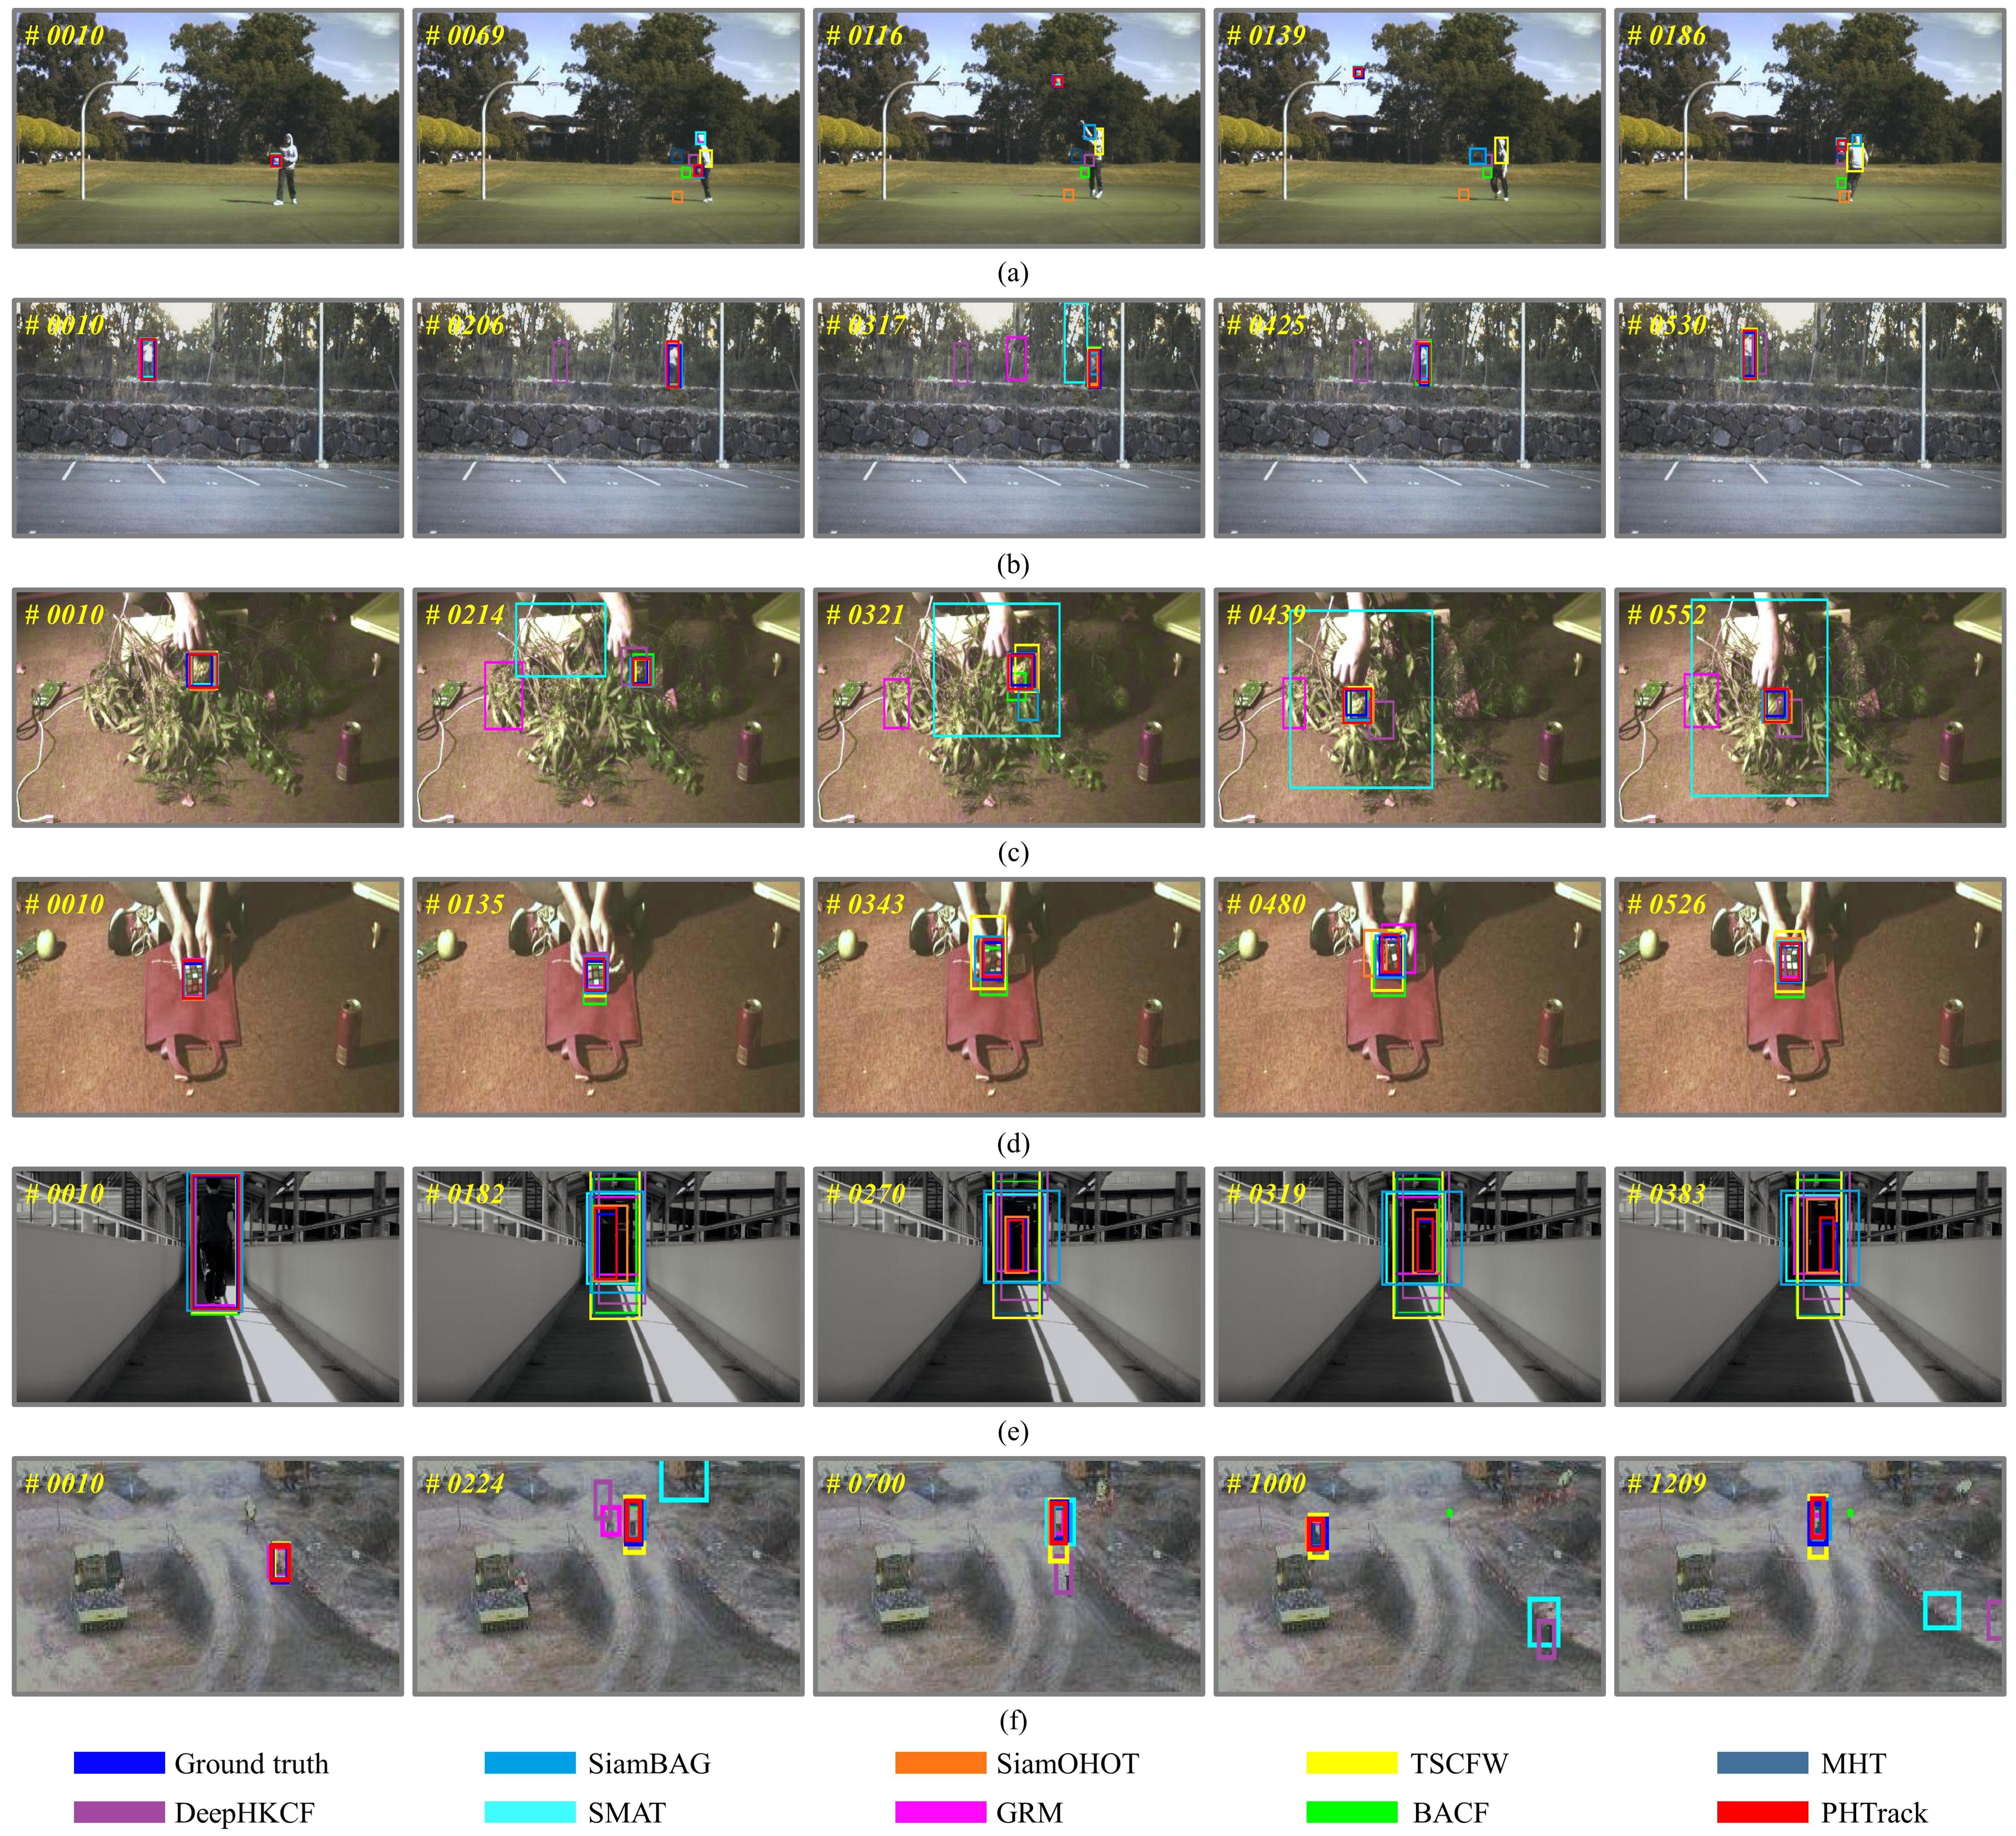 # 0010 # 0069 # 0116 # 0139 # 0186
(a)
# 0010 # 0206 # 0317 # 0425 # 0530
(b)
# 0010 # 0214 # 0321 # 0439 # 0552
(c)
# 0010 # 0135 # 0343 # 0480 # 0526
(d)
# 0010 # 0182 # 0270 # 0319 # 0383
(e)
# 0010 # 0224 # 0700 # 1000 # 1209
(f)
Ground truth SiamBAG SiamOHOT TSCFW MHT
DeepHKCF SMAT GRM BACF PHTrack